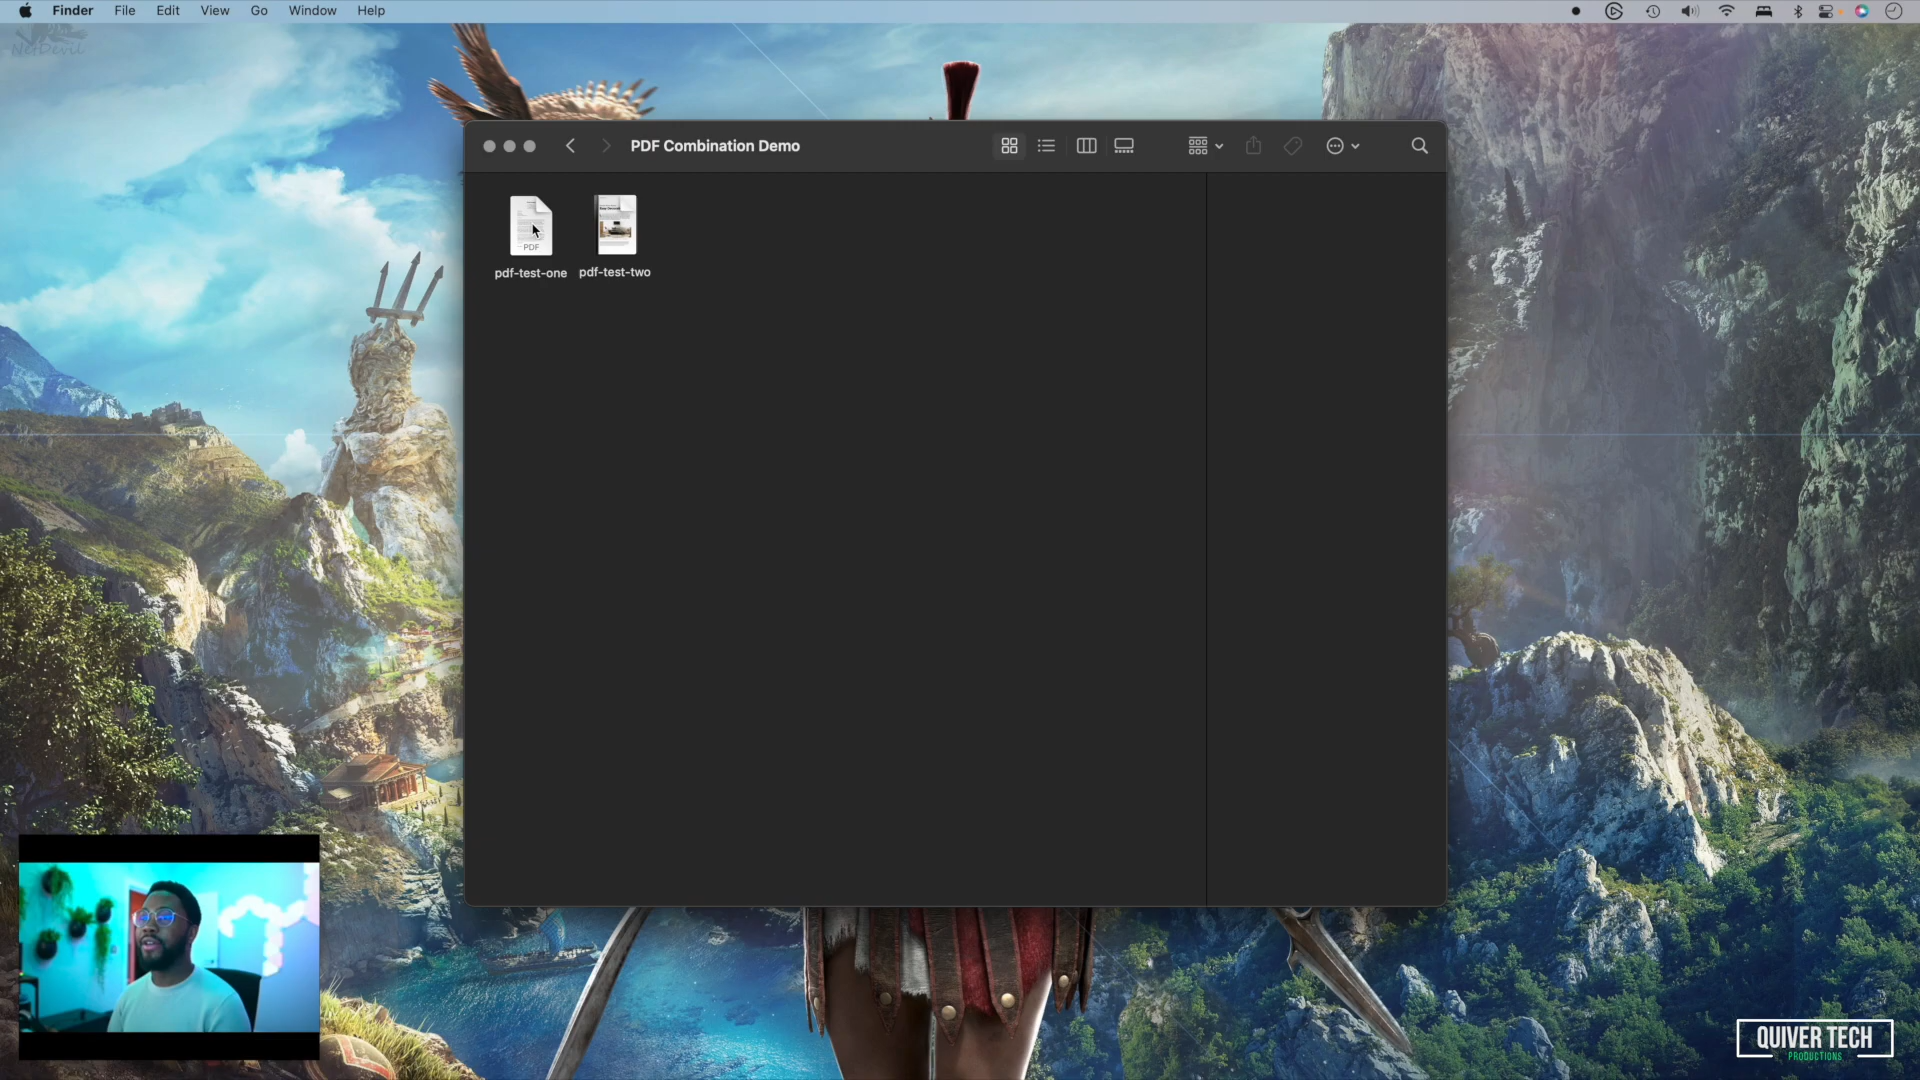 Finder File Edit View Go Window Help
NetDevil
PDF Combination Demo
PDF
pdf-test-one pdf-test-two
QUIVER TECH
PRODUCTIONS